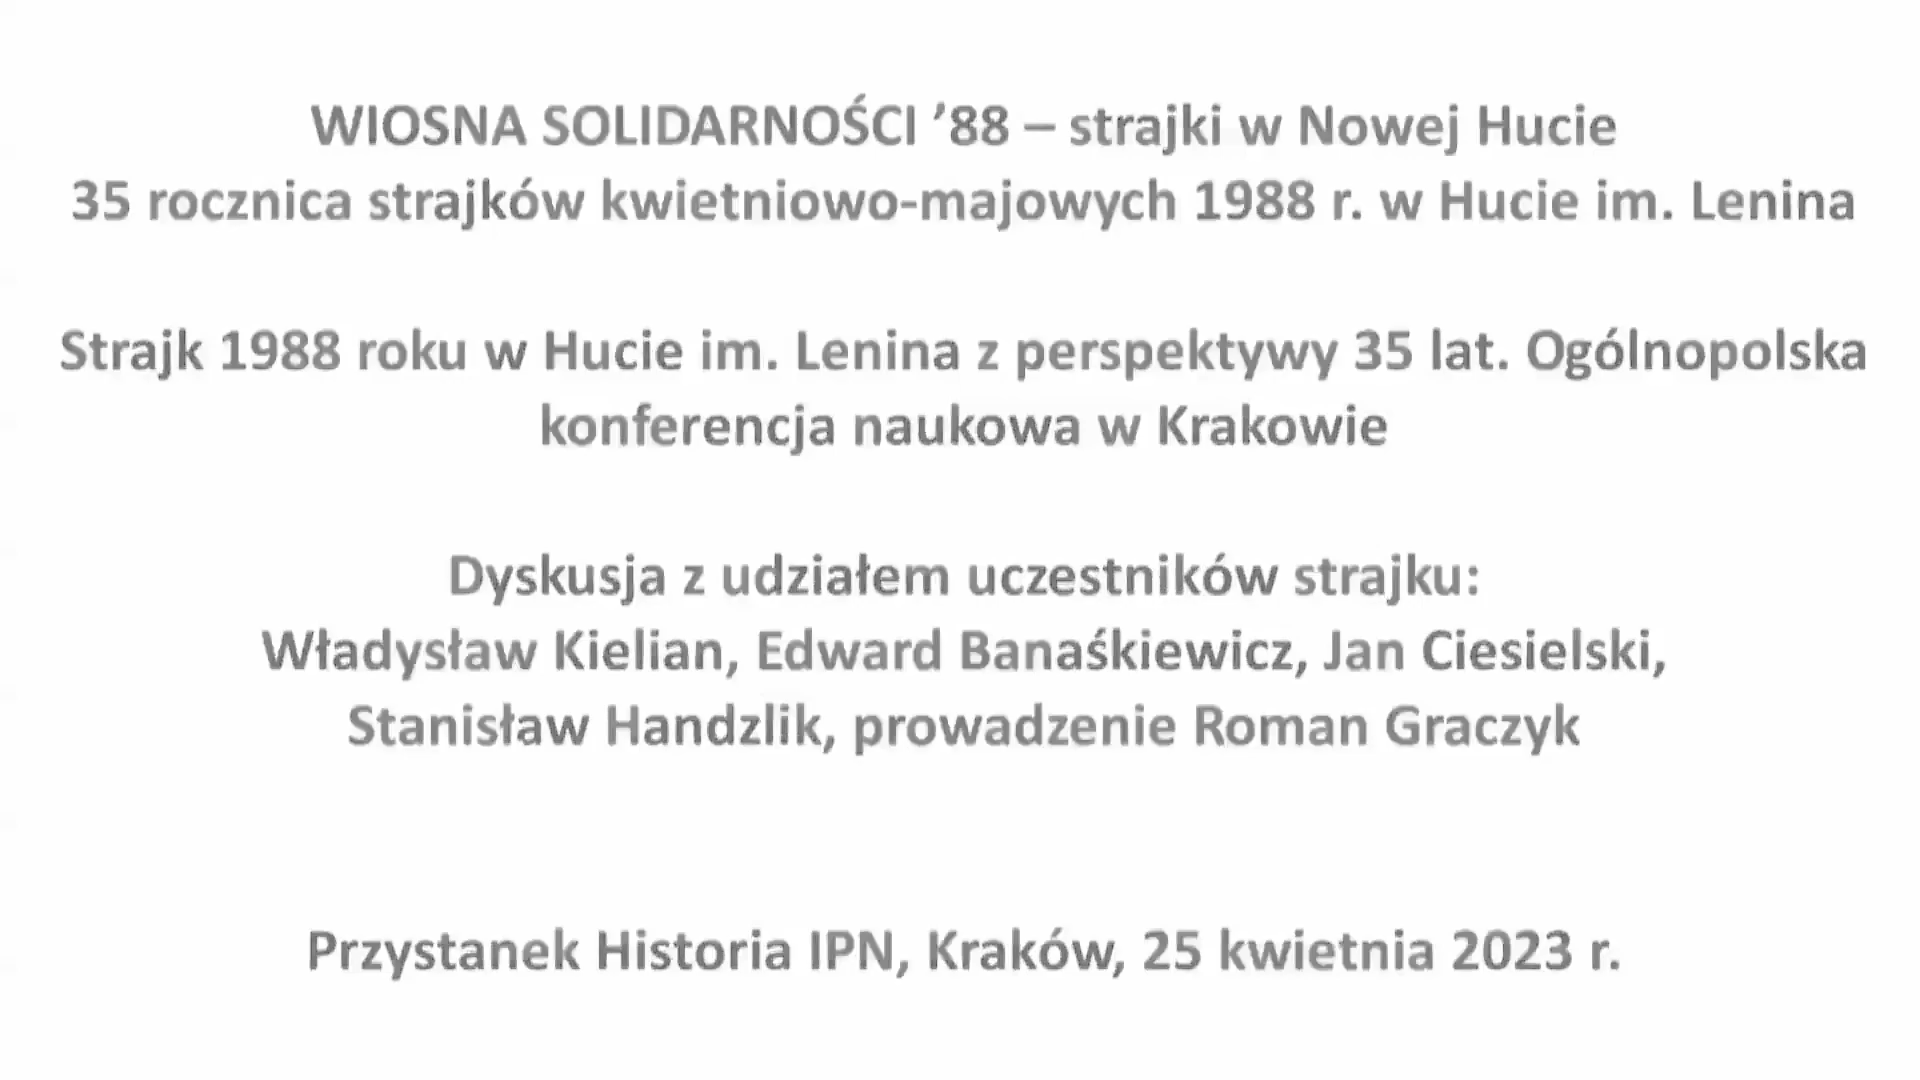 WIOSNA SOLIDARNOŚCI ’88 – strajki w Nowej Hucie
35 rocznica strajków kwietniowo-majowych 1988 r. w Hucie im. Lenina
Strajk 1988 roku w Hucie im. Lenina z perspektywy 35 lat. Ogólnopolska
konferencja naukowa w Krakowie
Dyskusja z udziałem uczestników strajku:
Władysław Kielian, Edward Banaśkiewicz, Jan Ciesielski,
Stanisław Handzlik, prowadzenie Roman Graczyk
Przystanek Historia IPN, Kraków, 25 kwietnia 2023 r.